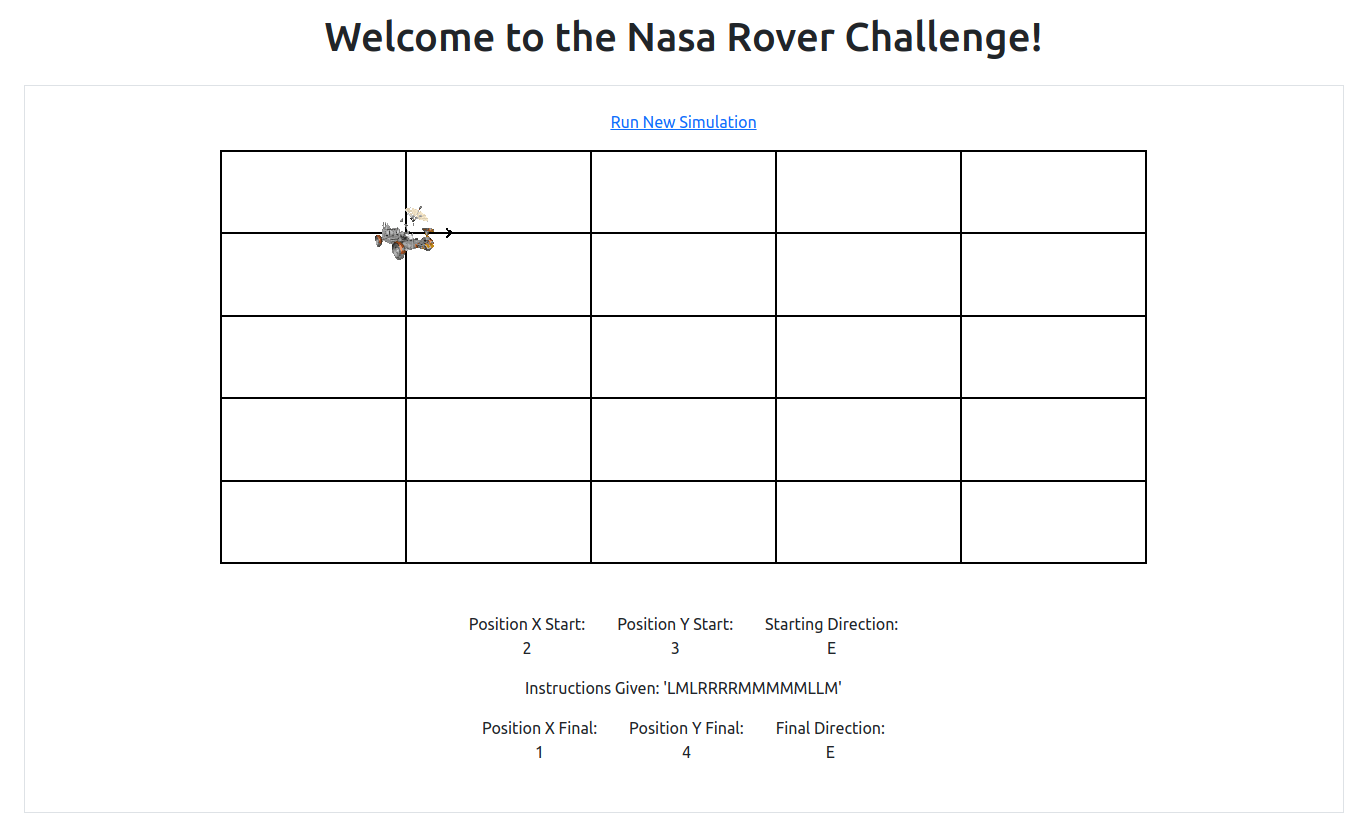 Welcome to the Nasa Rover Challenge!
Run New Simulation
Position X Start: Position Y Start: Starting Direction:
2 3 E
Instructions Given: 'LMLRRRRMMMMMLLM'
Position X Final: Position Y Final: Final Direction:
1 4 E